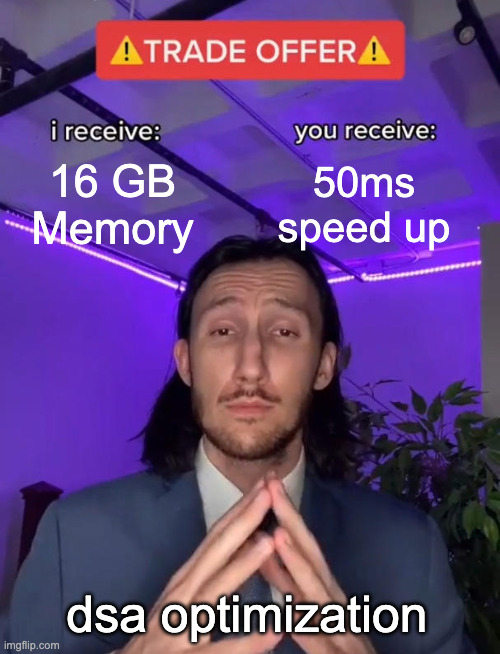 ⚠️TRADE OFFER⚠️
i receive:
you receive:
16 GB
Memory
50ms
speed up
dsa optimization
imgflip.com